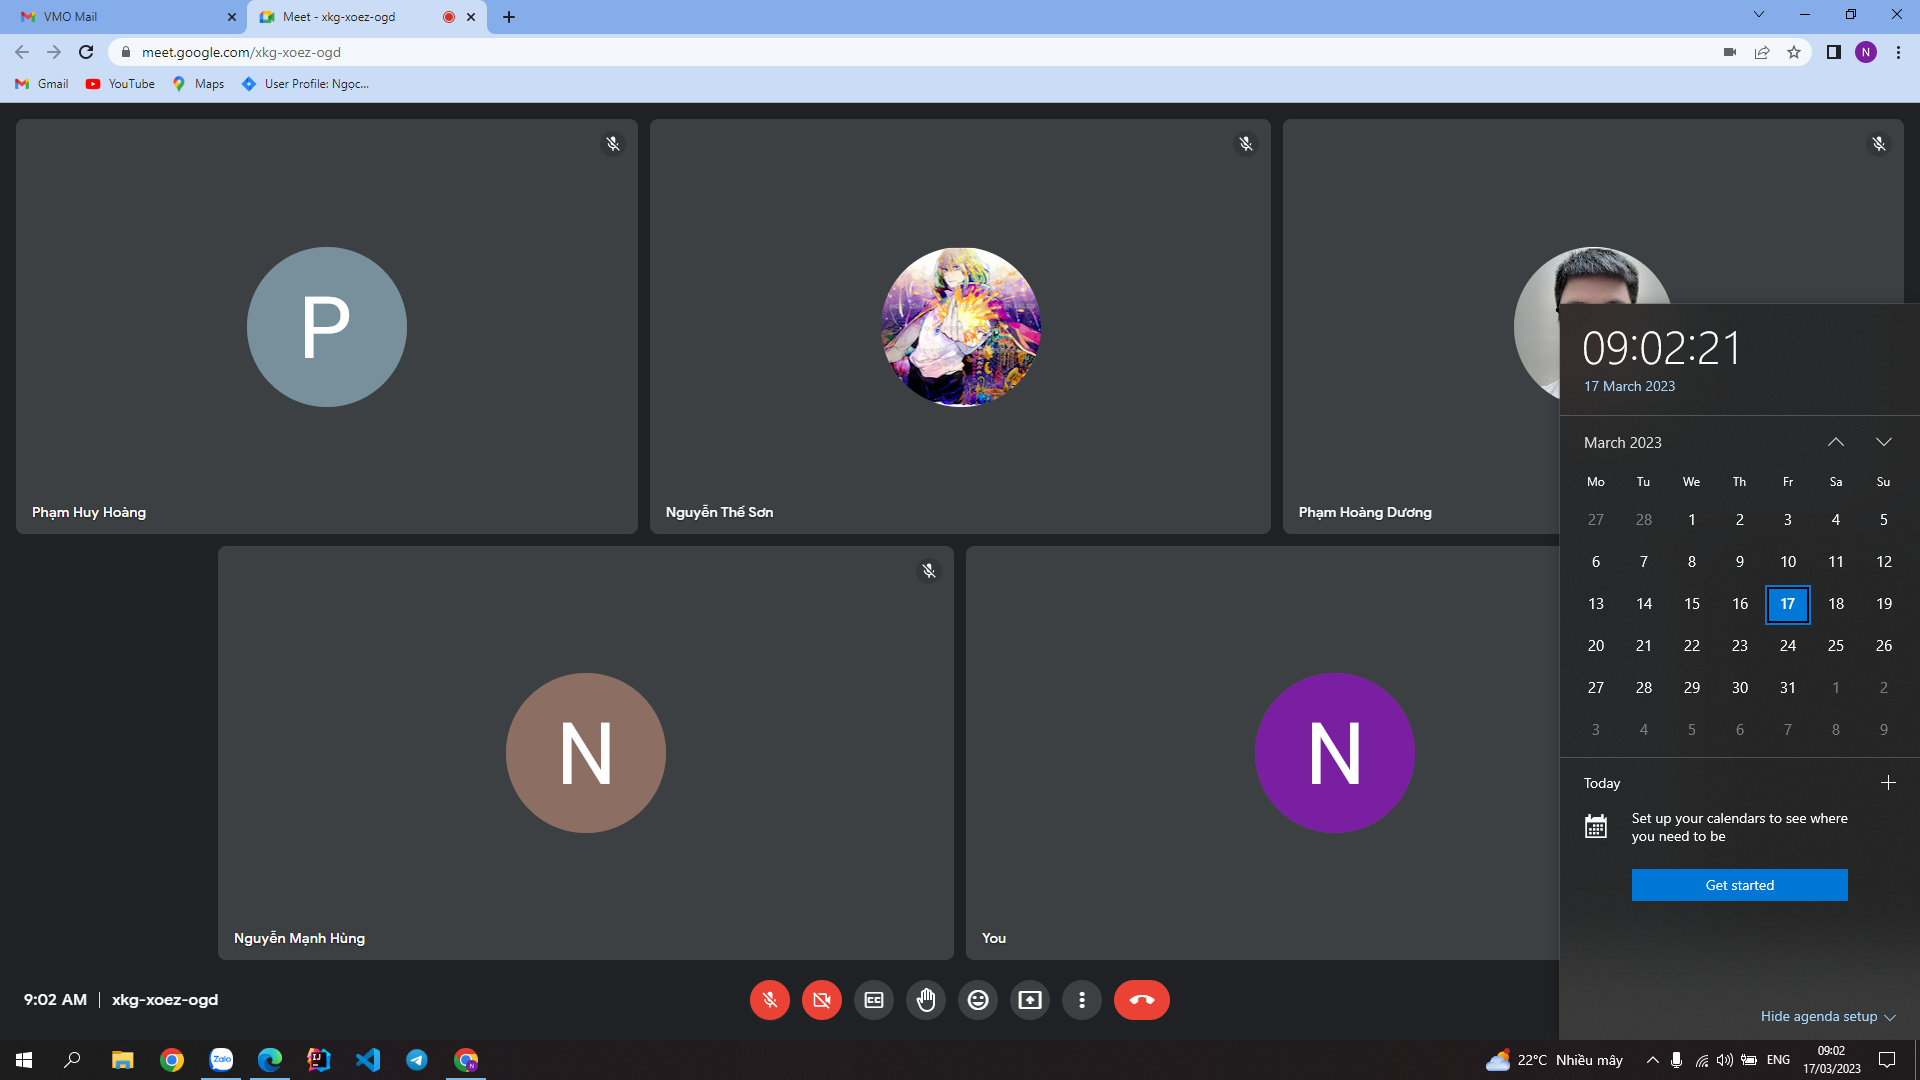 VMO Mail
Meet - xkg-xoez-ogd
meet.google.com/xkg-xoez-ogd
N
Gmail
YouTube
Maps
User Profile: Ngọc...
P
Phạm Huy Hoàng
Nguyễn Thế Sơn
Phạm Hoàng Dương
N
Nguyễn Mạnh Hùng
N
You
09:02:21
17 March 2023
March 2023
Mo Tu We Th Fr Sa Su
27 28 1 2 3 4 5
6 7 8 9 10 11 12
13 14 15 16 17 18 19
20 21 22 23 24 25 26
27 28 29 30 31 1 2
3 4 5 6 7 8 9
Today
Set up your calendars to see where
you need to be
Get started
Hide agenda setup
9:02 AM | xkg-xoez-ogd
CC
Zalo
IJ
N
22°C Nhiều mây
ENG
09:02
17/03/2023